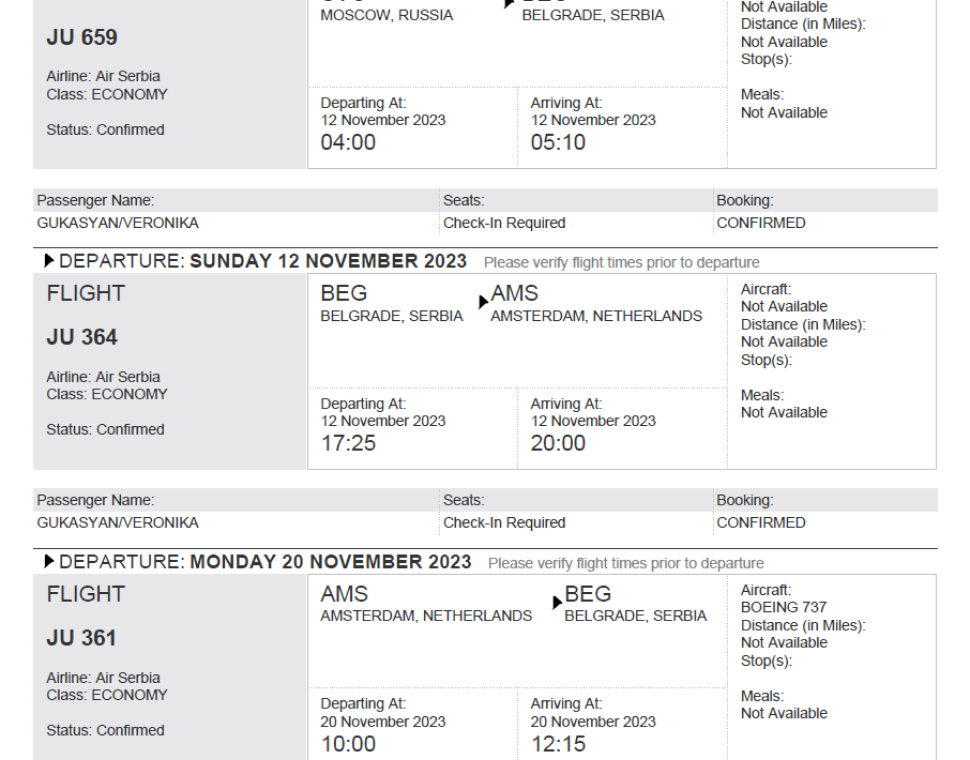 Not Available
MOSCOW, RUSSIA BELGRADE, SERBIA
Distance (in Miles):
JU 659
Not Available
Stop(s):
Airline: Air Serbia
Class: ECONOMY
Meals:
Departing At: Arriving At:
Not Available
12 November 2023 12 November 2023
Status: Confirmed
04:00 05:10
Passenger Name: Seats: Booking:
GUKASYAN/VERONIKA Check-In Required CONFIRMED
DEPARTURE: SUNDAY 12 NOVEMBER 2023 Please verify flight times prior to departure
FLIGHT
JU 364
Airline: Air Serbia
Class: ECONOMY
Status: Confirmed
BEG AMS
BELGRADE, SERBIA AMSTERDAM, NETHERLANDS
Departing At: Arriving At:
12 November 2023 12 November 2023
17:25 20:00
Aircraft:
Not Available
Distance (in Miles):
Not Available
Stop(s):
Meals:
Not Available
Passenger Name: Seats: Booking:
GUKASYAN/VERONIKA Check-In Required CONFIRMED
DEPARTURE: MONDAY 20 NOVEMBER 2023 Please verify flight times prior to departure
FLIGHT
JU 361
Airline: Air Serbia
Class: ECONOMY
Status: Confirmed
AMS BEG
AMSTERDAM, NETHERLANDS BELGRADE, SERBIA
Departing At: Arriving At:
20 November 2023 20 November 2023
10:00 12:15
Aircraft:
BOEING 737
Distance (in Miles):
Not Available
Stop(s):
Meals:
Not Available